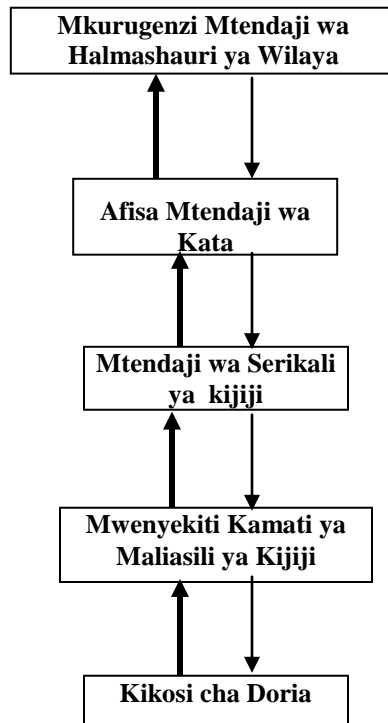 Mkurugenzi Mtendaji wa
Halmashauri ya Wilaya
Afisa Mtendaji wa
Kata
Mtendaji wa Serikali
ya kijiji
Mwenyekiti Kamati ya
Maliasili ya Kijiji
Kikosi cha Doria